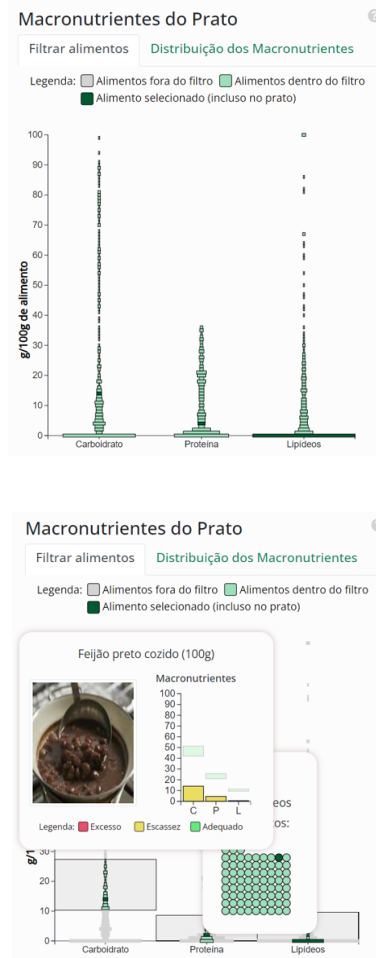 Macronutrientes do Prato
Filtrar alimentos Distribuição dos Macronutrientes
Legenda: Alimentos fora do filtro Alimentos dentro do filtro
Alimento selecionado (incluso no prato)
g/100g de alimento
100
90
80
70
60
50
40
30
20
10
0
Carboidrato Proteína Lipídeos
Macronutrientes do Prato
Filtrar alimentos Distribuição dos Macronutrientes
Legenda: Alimentos fora do filtro Alimentos dentro do filtro
Alimento selecionado (incluso no prato)
Feijão preto cozido (100g)
Macronutrientes
100
90
80
70
60
50
40
30
20
10
0
C P L
Legenda: Excesso Escassez Adequado
eos
os:
g/1
30
20
10
0
Carboidrato Proteína Lipídeos